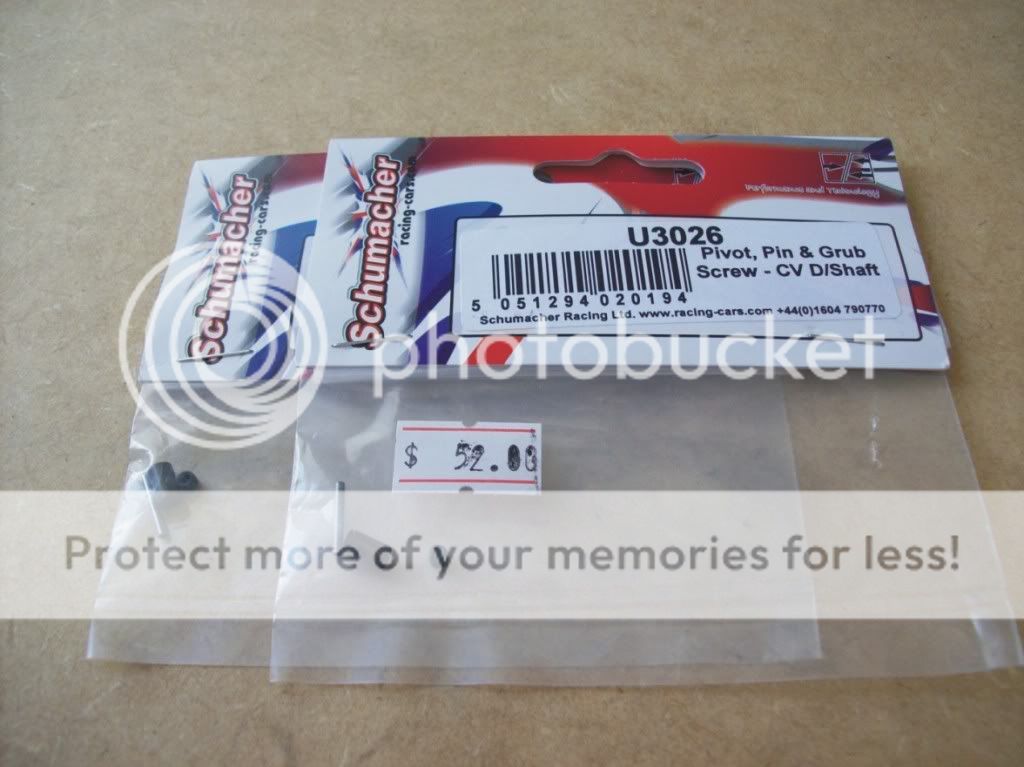 Schumacher
racing-cars.com
Schumacher
racing-cars.com
Performance and Technology
U3026
Pivot, Pin & Grub
Screw - CV D/Shaft
5 051294 020194
Schumacher Racing Ltd. www.racing-cars.com +44(0)1604 790770
photobucket
$ 52.00
Protect more of your memories for less!